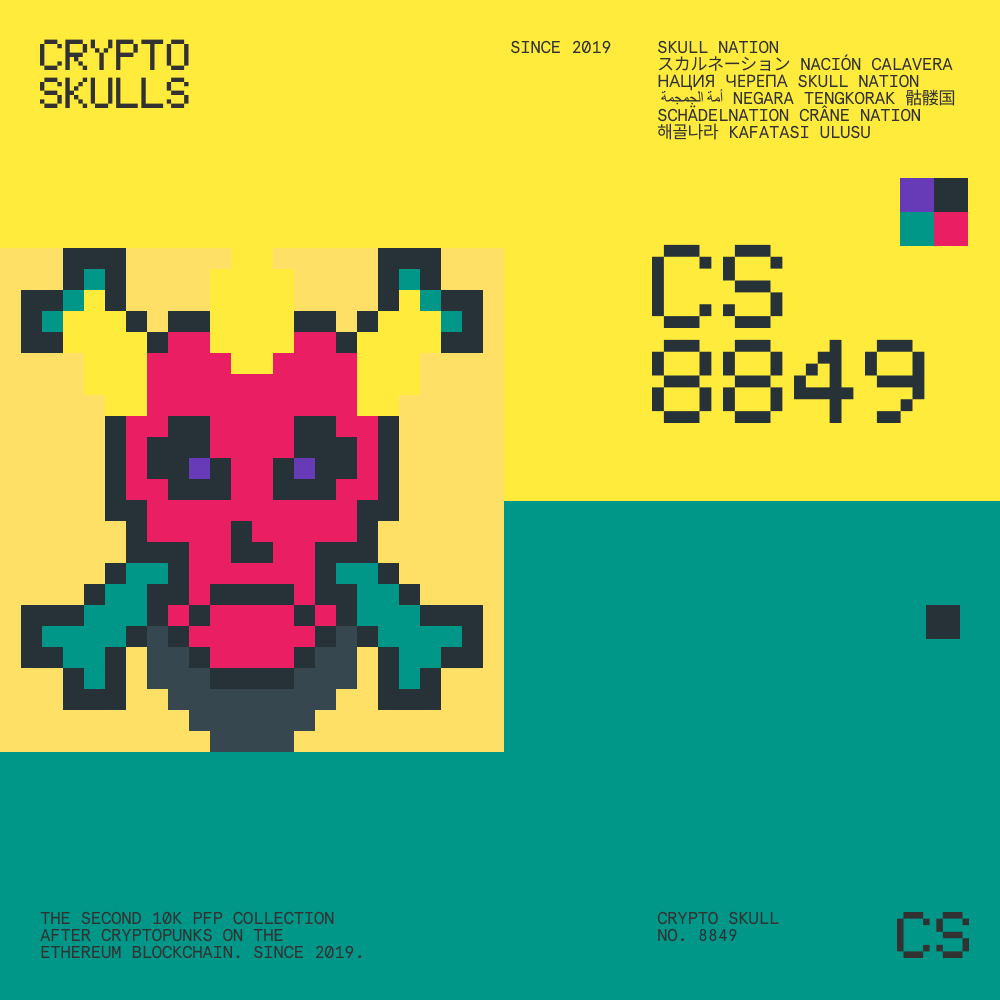 CRYPTO
SKULLS
SINCE 2019
SKULL NATION
スカルネーション NACIÓN CALAVERA
НАЦИЯ ЧЕРЕПА SKULL NATION
أمة الجمجمة NEGARA TENGKORAK 骷髅国
SCHÄDELNATION CRÂNE NATION
해골나라 KAFATASI ULUSU
CS
8849
THE SECOND 10K PFP COLLECTION
AFTER CRYPTOPUNKS ON THE
ETHEREUM BLOCKCHAIN. SINCE 2019.
CRYPTO SKULL
NO. 8849
CS